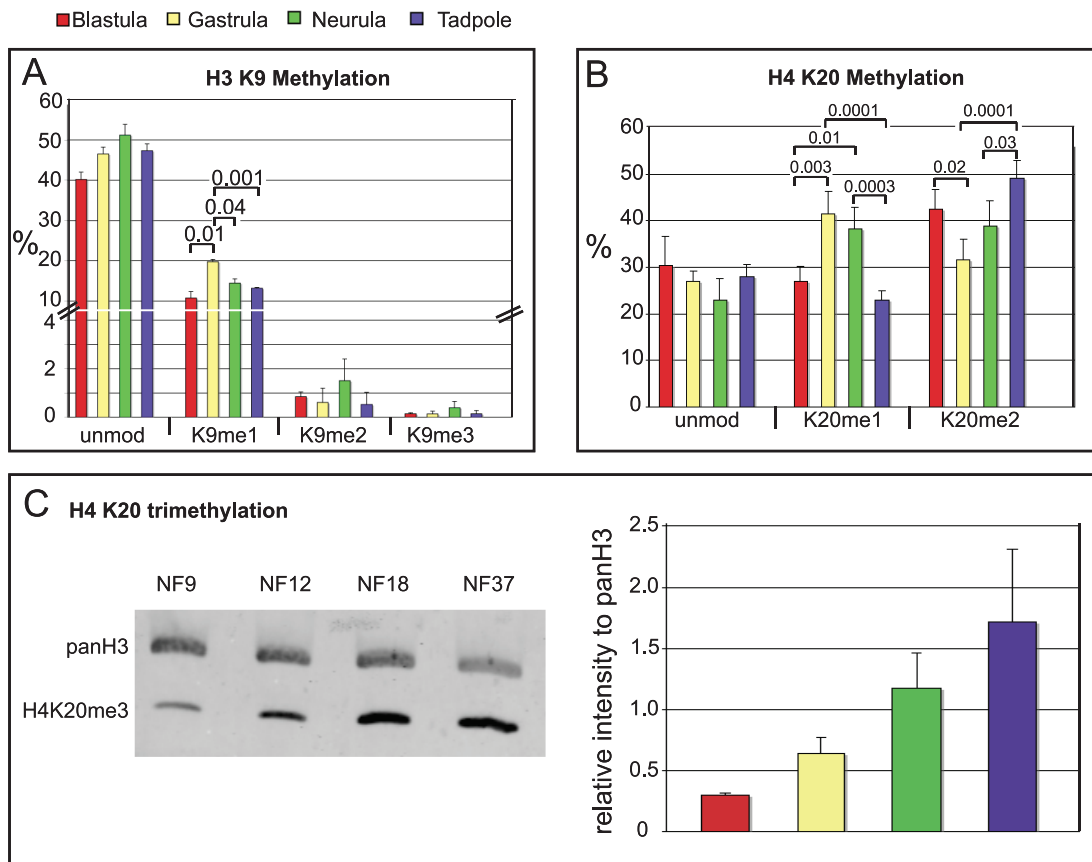 Blastula Gastrula Neurula Tadpole
A
H3 K9 Methylation
60
50
40
30
%
20
10
4
2
0
0.001
0.04
0.01
unmod K9me1 K9me2 K9me3
B
H4 K20 Methylation
60
50
40
%
30
20
10
0
0.0001
0.01
0.003
0.0003
0.0001
0.03
0.02
unmod K20me1 K20me2
C H4 K20 trimethylation
NF9 NF12 NF18 NF37
panH3
H4K20me3
relative intensity to panH3
2.5
2.0
1.5
1.0
0.5
0